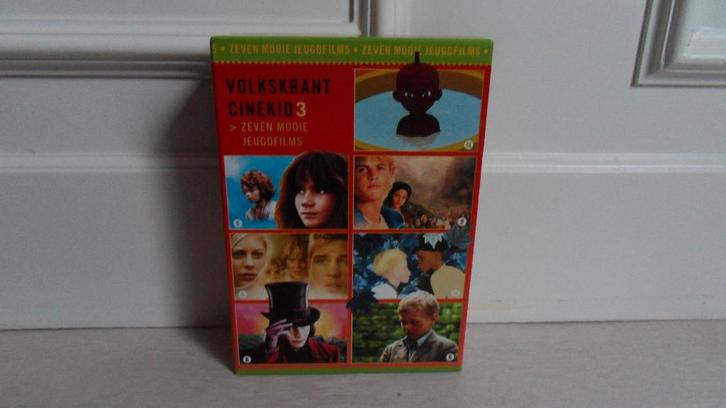 S • ZEVEN MOOIE JEUGDFILMS • ZEVEN MOOIE JEUGDFILMS •
VOLKSKRANT
CINEKID 3
> ZEVEN MOOIE
JEUGDFILMS